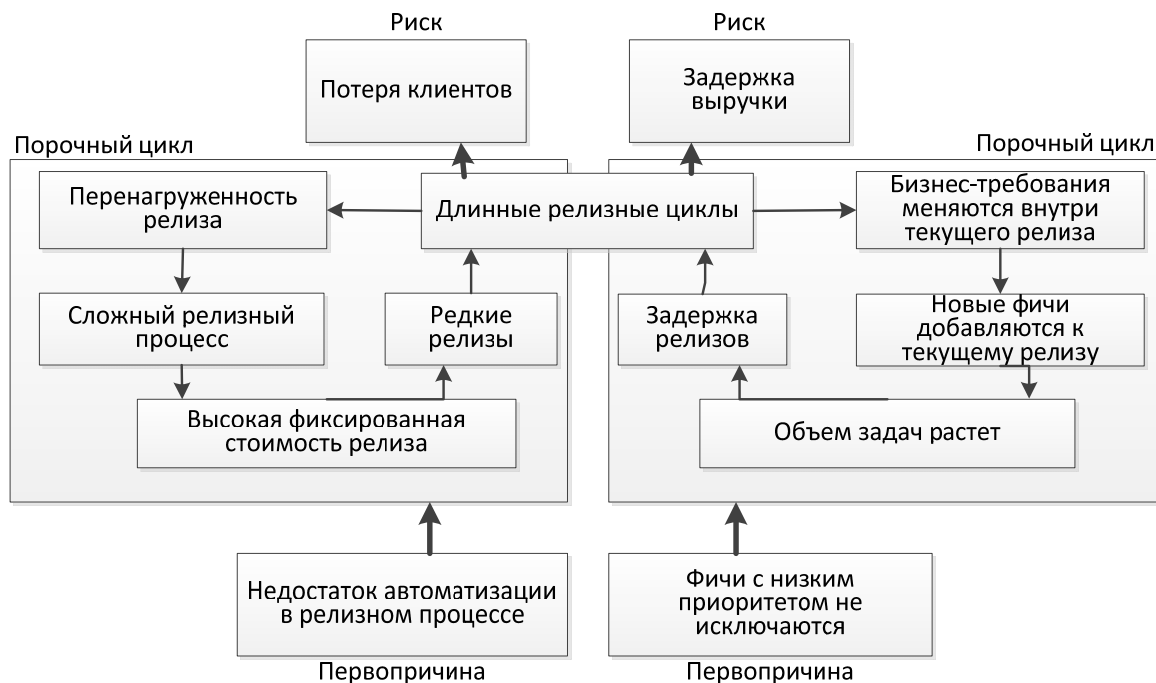 Риск
Риск
Потеря клиентов
Задержка
выручки
Порочный цикл
Порочный цикл
Перенагруженность
релиза
Длинные релизные циклы
Бизнес-требования
меняются внутри
текущего релиза
Сложный релизный
процесс
Редкие
релизы
Задержка
релизов
Новые фичи
добавляются к
текущему релизу
Высокая фиксированная
стоимость релиза
Объем задач растет
Недостаток автоматизации
в релизном процессе
Фичи с низким
приоритетом не
исключаются
Первопричина
Первопричина